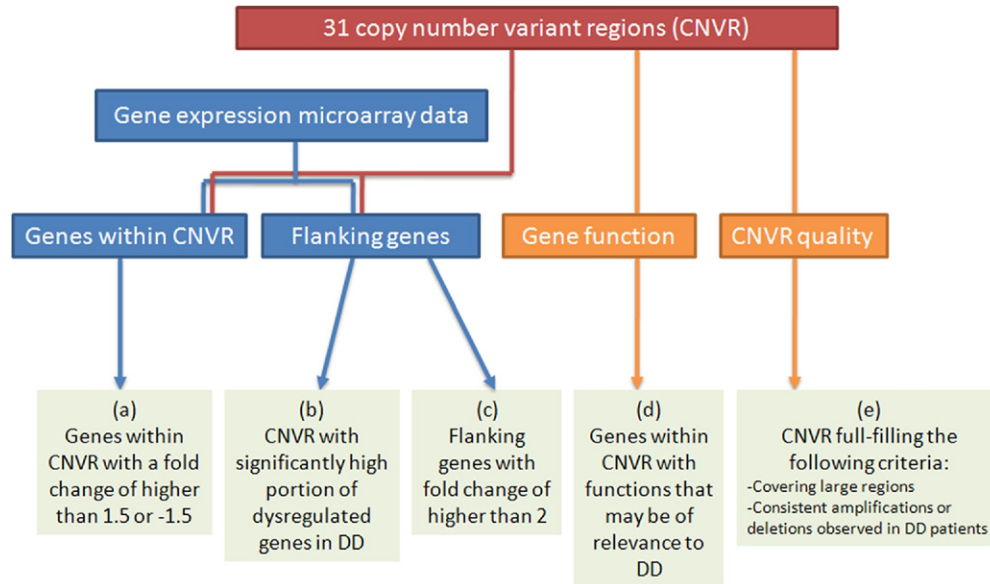 31 copy number variant regions (CNVR)
Gene expression microarray data
Genes within CNVR
Flanking genes
Gene function
CNVR quality
(a)
Genes within
CNVR with a fold
change of higher
than 1.5 or -1.5
(b)
CNVR with
significantly high
portion of
dysregulated
genes in DD
(c)
Flanking
genes with
fold change of
higher than 2
(d)
Genes within
CNVR with
functions that
may be of
relevance to
DD
(e)
CNVR full-filling the
following criteria:
-Covering large regions
-Consistent amplifications or
deletions observed in DD patients